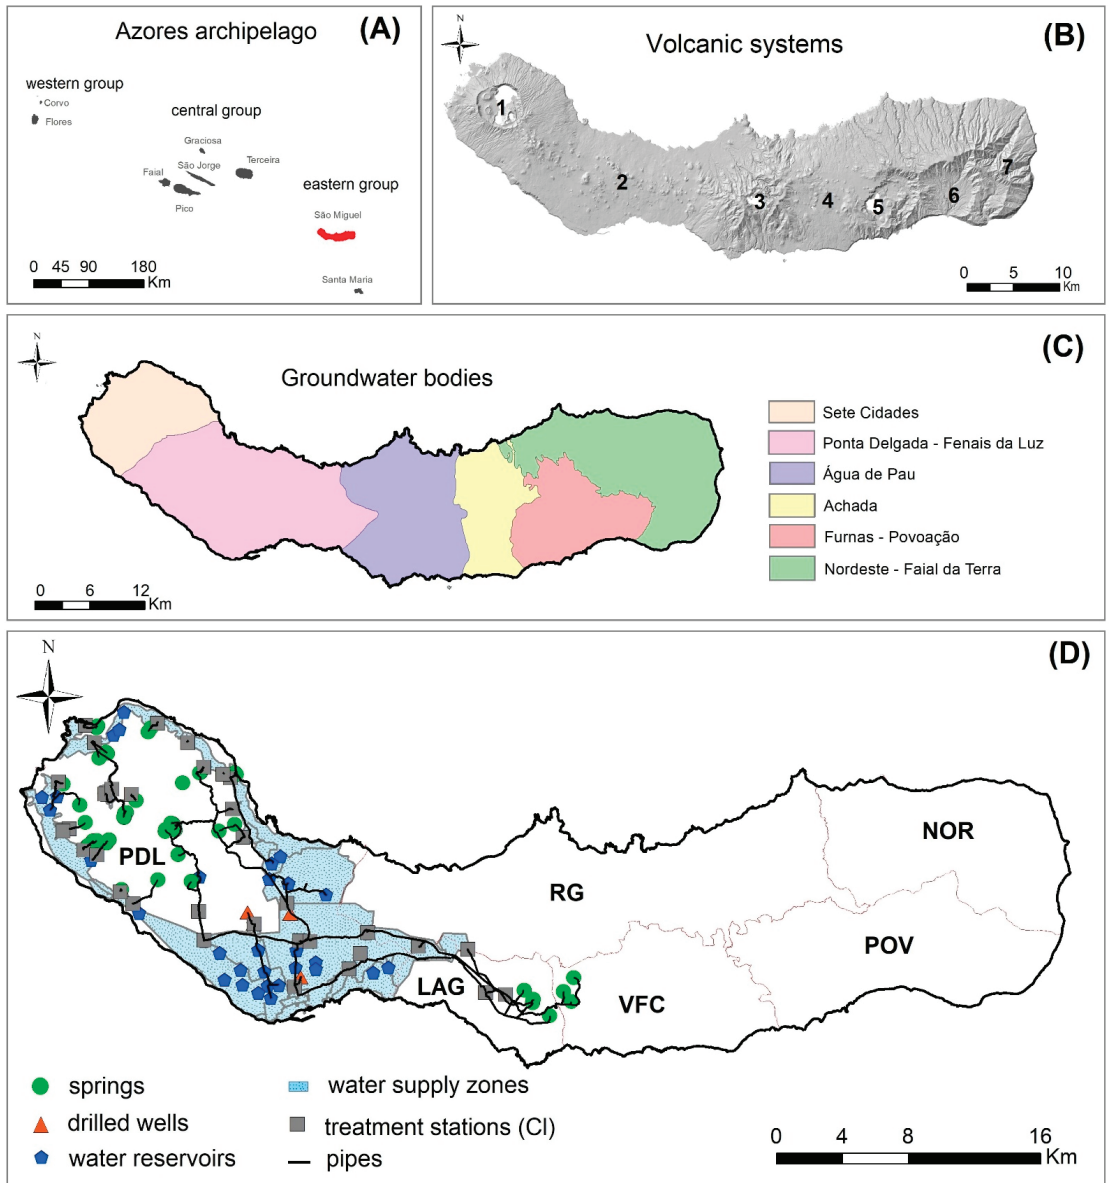 Azores archipelago
(A)
western group
Corvo
Flores
central group
Graciosa
São Jorge
Terceira
Faial
Pico
eastern group
São Miguel
Santa Maria
0 45 90 180
Km
N
Volcanic systems
(B)
1
2
3
4
5
6
7
0 5 10
Km
N
Groundwater bodies
(C)
Sete Cidades
Ponta Delgada - Fenais da Luz
Água de Pau
Achada
Furnas - Povoação
Nordeste - Faial da Terra
0 6 12
Km
N
(D)
PDL
RG
NOR
POV
LAG
VFC
springs
drilled wells
water reservoirs
water supply zones
treatment stations (Cl)
pipes
0 4 8 16
Km